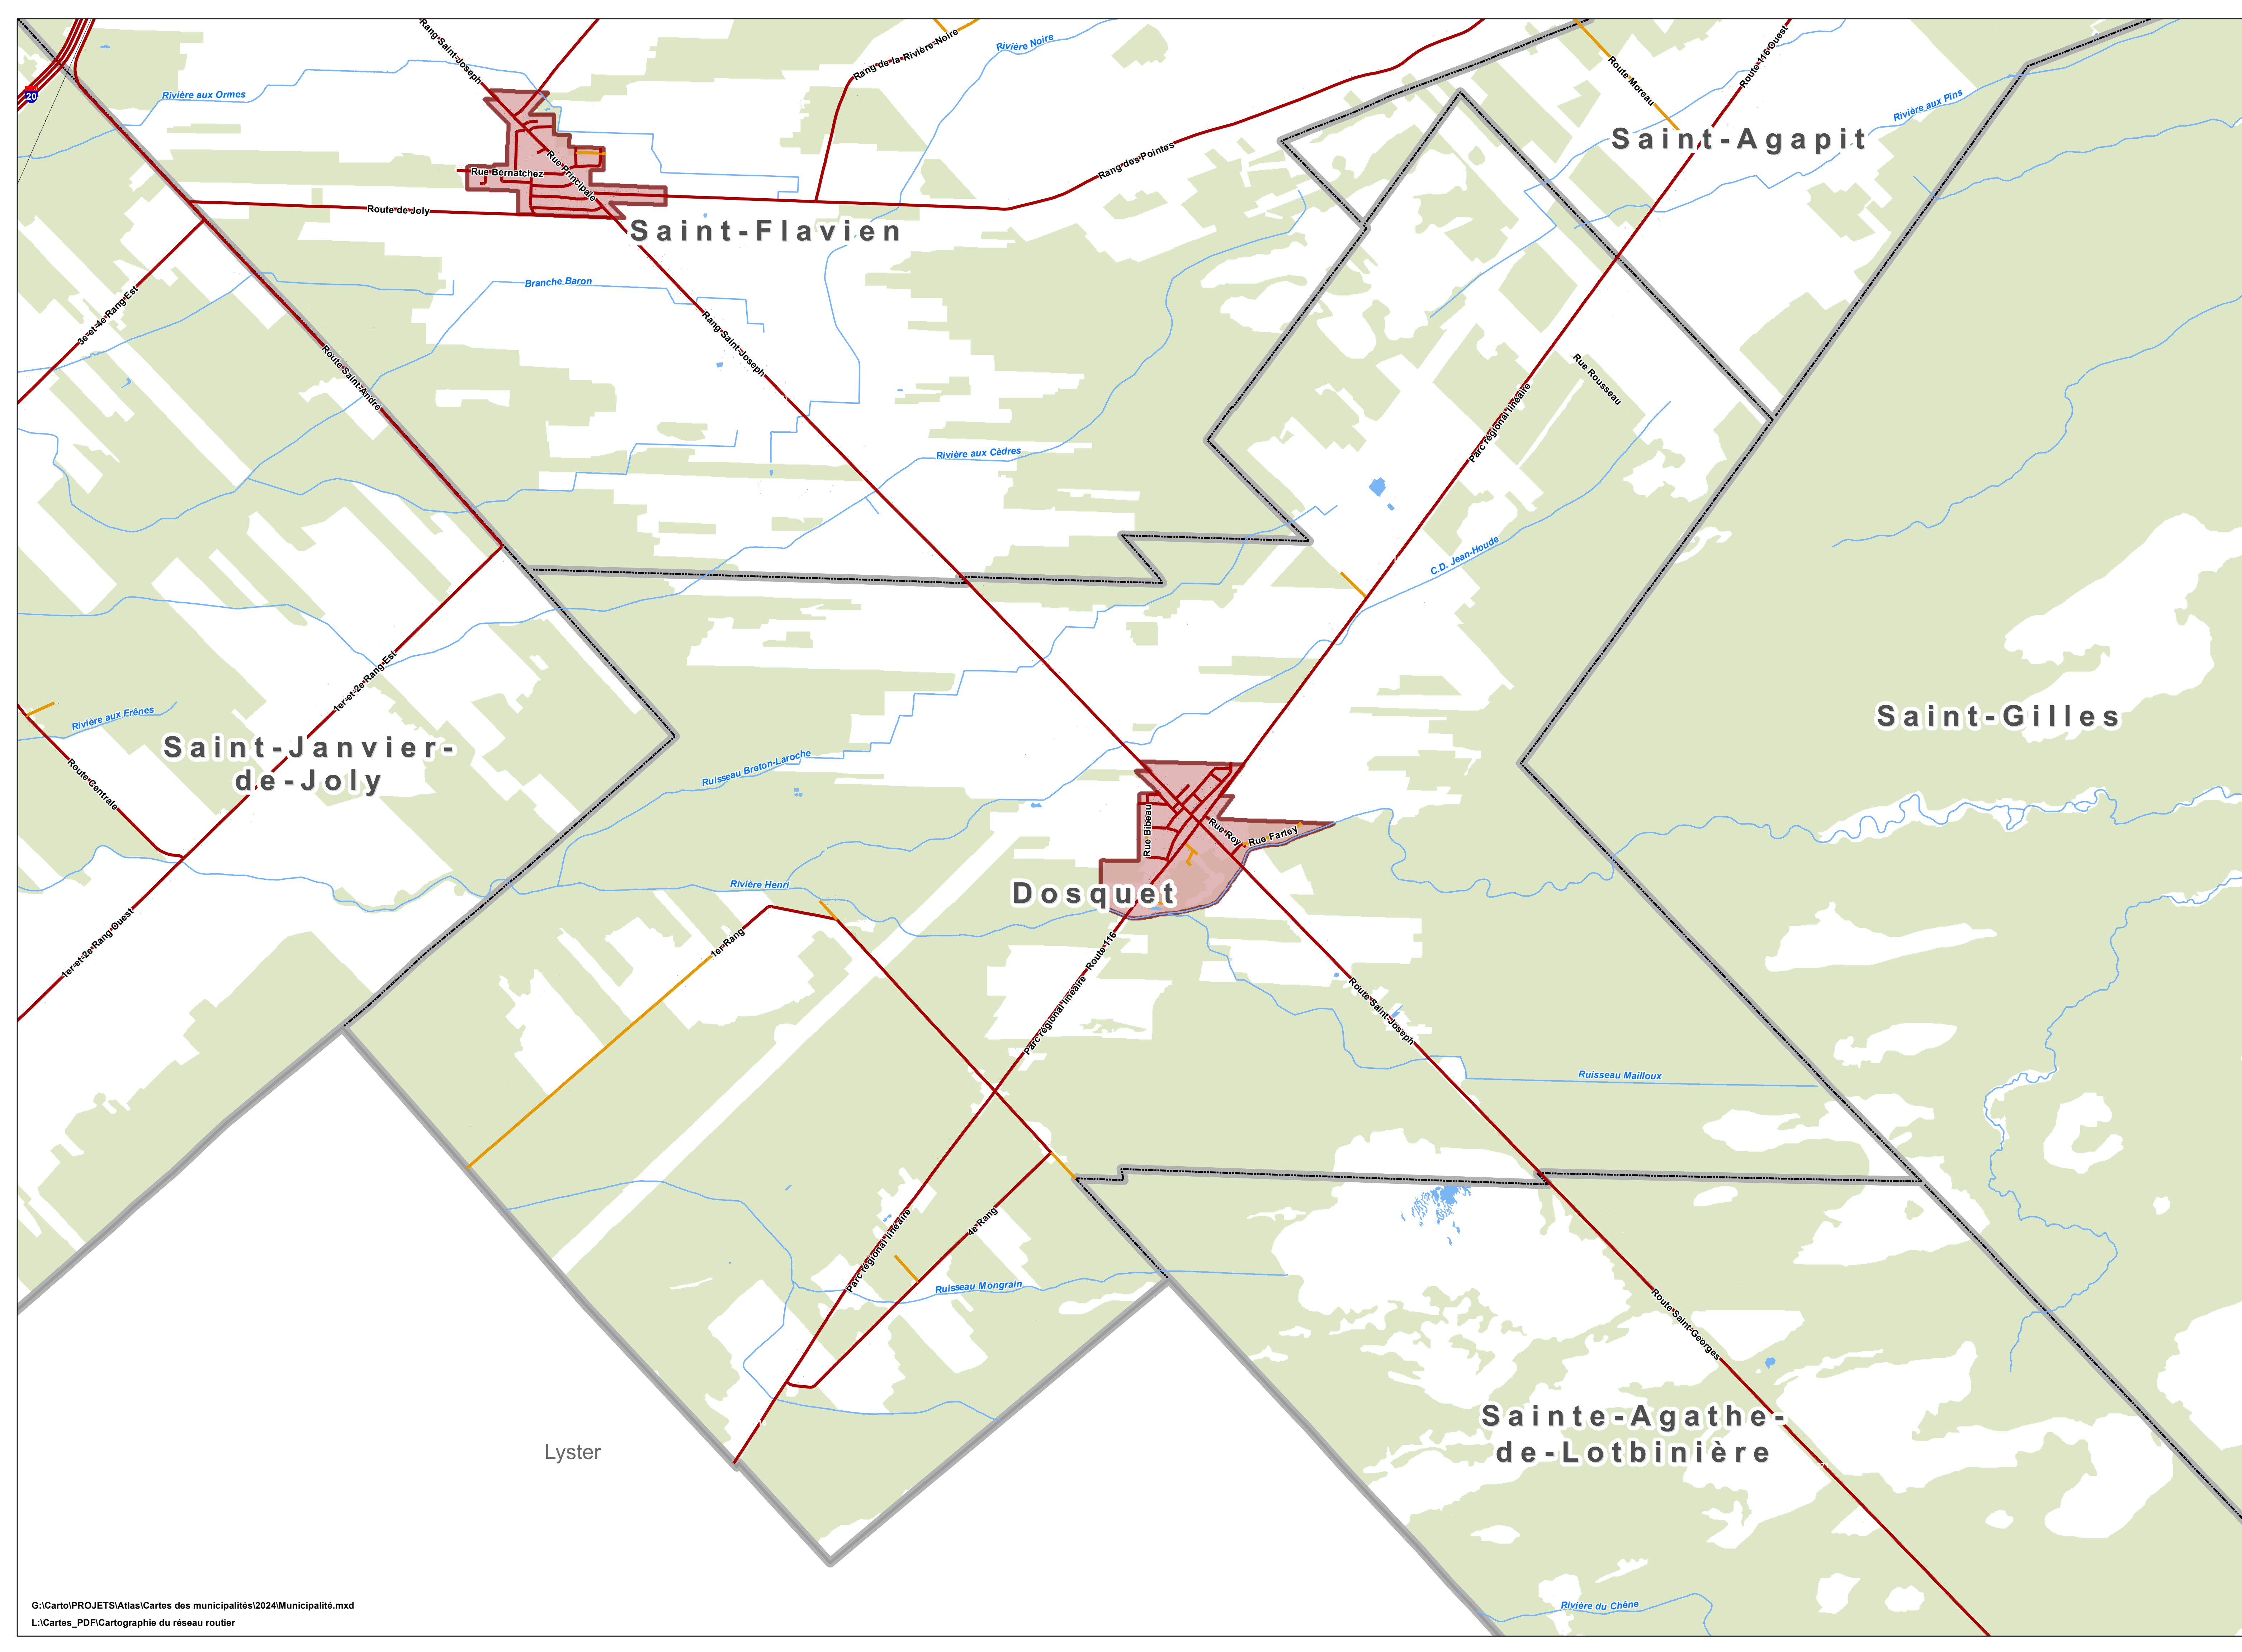 Rang Saint-Joseph
Rang de la Rivière Noire
Rivière Noire
Route Moreau
Route 116 Ouest
20
Rivière aux Ormes
Rivière aux Pins
Saint-Agapit
Rang des Pointes
Rue Bernatchez
Rue Principale
Route de Joly
Saint-Flavien
Branche Baron
3e-et-4e Rang Est
Rang Saint-Joseph
Route Saint-André
Rue Rousseau
Parc régional linéaire
Rivière aux Cèdres
C.D. Jean-Houde
1er-et-2e Rang Est
Rivière aux Frênes
Saint-Gilles
Saint-Janvier-
de-Joly
Route Centrale
Ruisseau Breton-Laroche
Rue Bibeau
Rue Roy
Rue Farley
Rivière Henri
Dosquet
1er-et-2e Rang Ouest
1er Rang
Route 116
Parc régional linéaire
Route Saint-Joseph
Ruisseau Mailloux
4e Rang
Parc régional linéaire
Ruisseau Mongrain
Route Saint-Georges
Sainte-Agathe-
de-Lotbinière
Lyster
Rivière du Chêne
G:\Carto\PROJETS\Atlas\Cartes des municipalités\2024\Municipalité.mxd
L:\Cartes_PDF\Cartographie du réseau routier